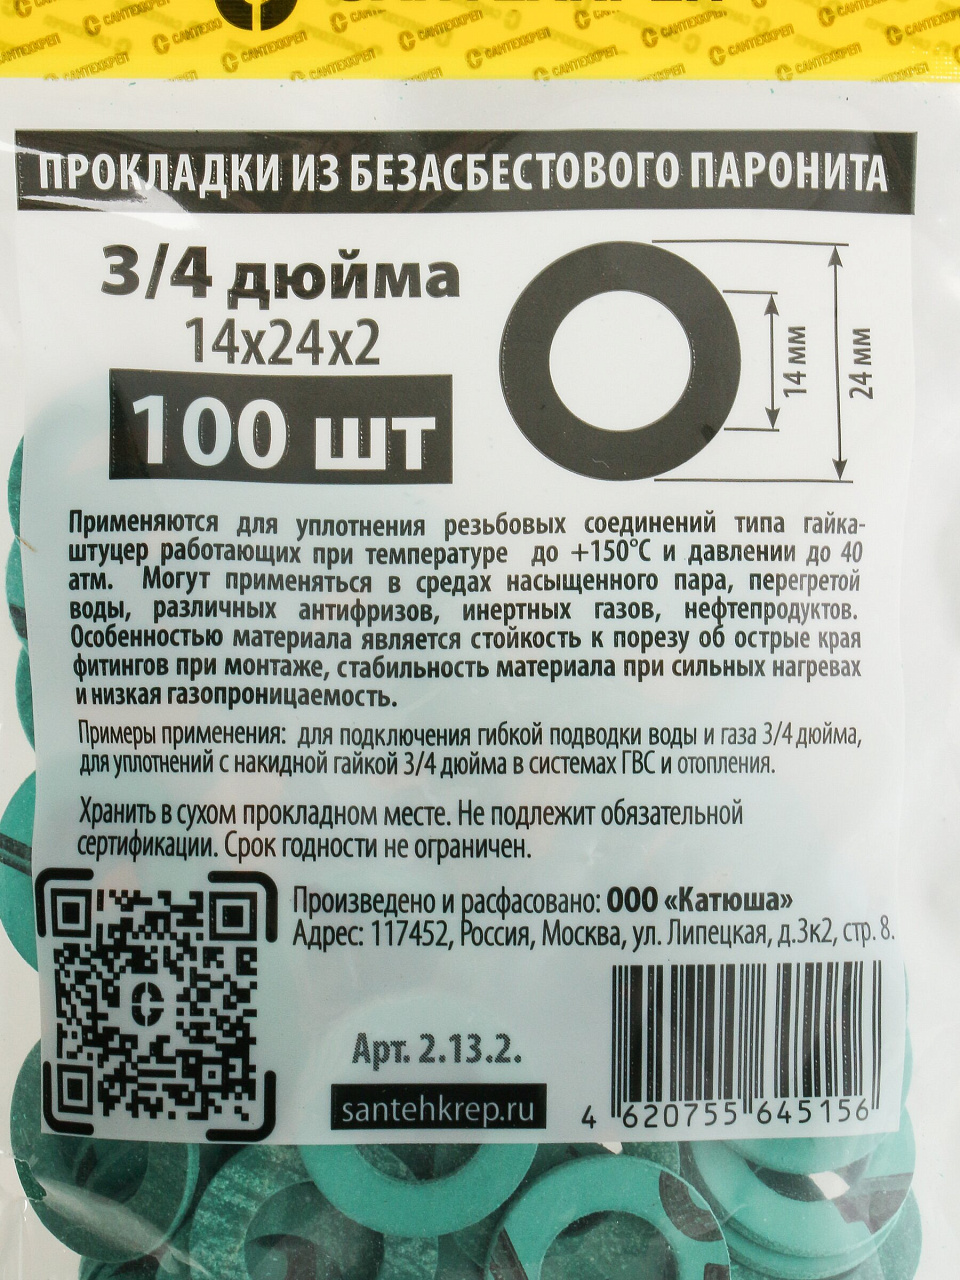 САНТЕХКРЕП
ПРОКЛАДКИ ИЗ БЕЗАСБЕСТОВОГО ПАРОНИТА
3/4 дюйма
14х24х2
100 шт
14 мм
24 мм
Применяются для уплотнения резьбовых соединений типа гайка-
штуцер работающих при температуре до +150°С и давлении до 40
атм. Могут применяться в средах насыщенного пара, перегретой
воды, различных антифризов, инертных газов, нефтепродуктов.
Особенностью материала является стойкость к порезу об острые края
фитингов при монтаже, стабильность материала при сильных нагревах
и низкая газопроницаемость.
Примеры применения: для подключения гибкой подводки воды и газа 3/4 дюйма,
для уплотнений с накидной гайкой 3/4 дюйма в системах ГВС и отопления.
Хранить в сухом прокладном месте. Не подлежит обязательной
сертификации. Срок годности не ограничен.
Произведено и расфасовано: ООО «Катюша»
Адрес: 117452, Россия, Москва, ул. Липецкая, д.3к2, стр. 8.
Арт. 2.13.2.
santehkrep.ru
4 620755 645156